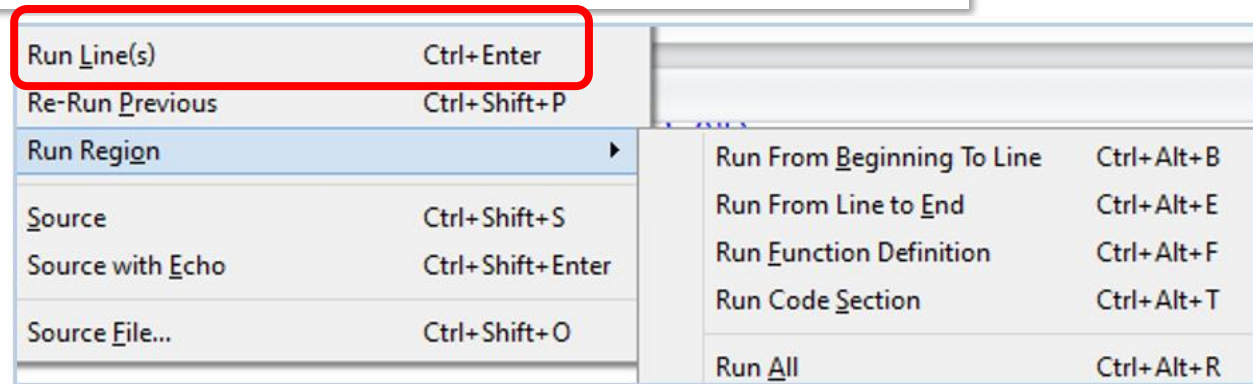 Run Line(s) Ctrl+Enter
Re-Run Previous Ctrl+Shift+P
Run Region
Source Ctrl+Shift+S
Source with Echo Ctrl+Shift+Enter
Source File... Ctrl+Shift+O
Run From Beginning To Line Ctrl+Alt+B
Run From Line to End Ctrl+Alt+E
Run Function Definition Ctrl+Alt+F
Run Code Section Ctrl+Alt+T
Run All Ctrl+Alt+R